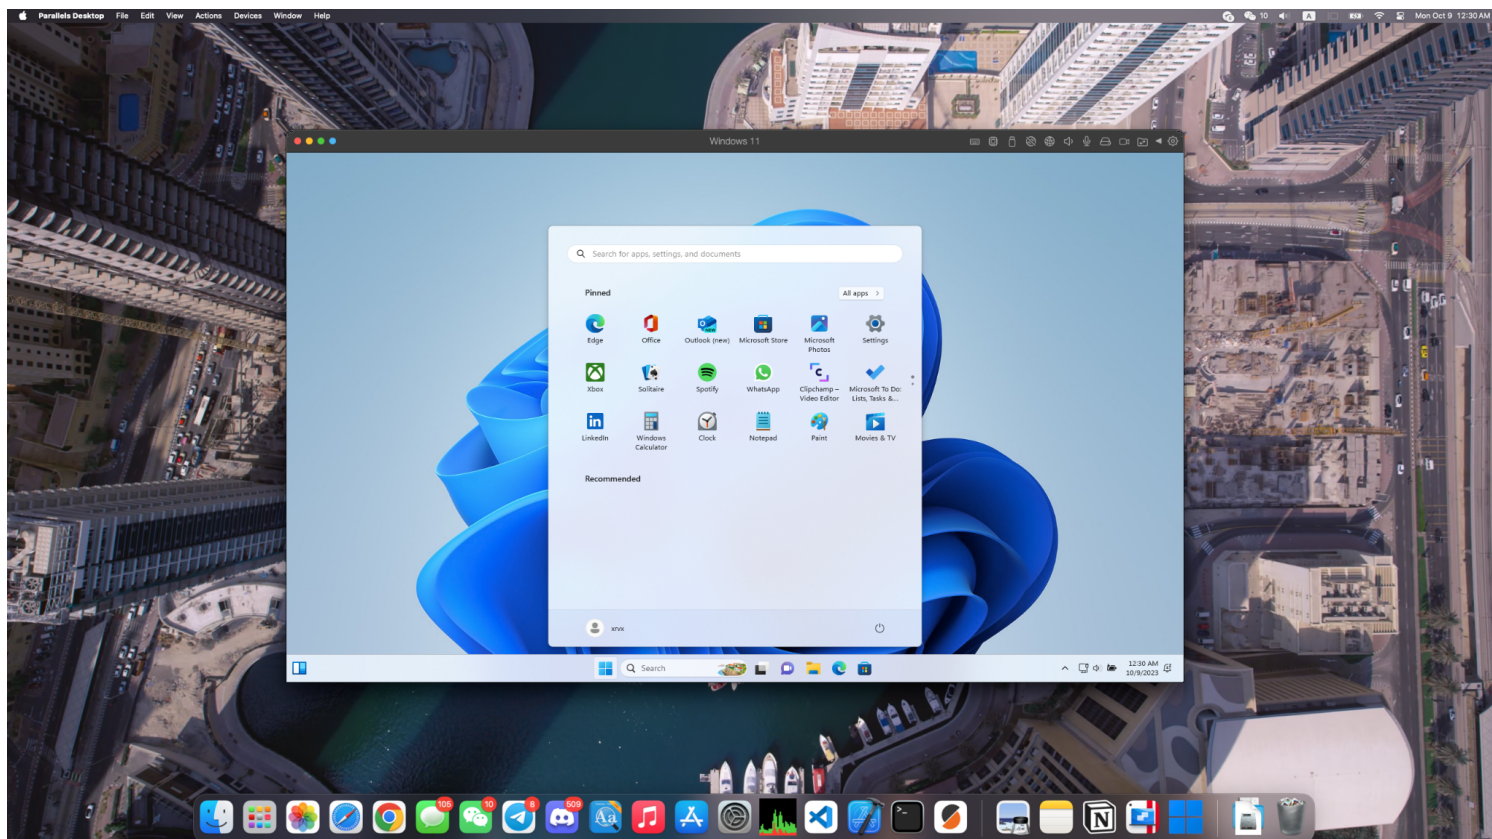 Parallels Desktop File Edit View Actions Devices Window Help
10 A Mon Oct 9 12:30 AM
Windows 11
Search for apps, settings, and documents
Pinned All apps >
Edge Office Outlook (new) Microsoft Store Microsoft Photos Settings
Xbox Solitaire Spotify WhatsApp Clipchamp – Video Editor Microsoft To Do: Lists, Tasks &...
LinkedIn Windows Calculator Clock Notepad Paint Movies & TV
Recommended
xrvx
Search
12:30 AM
10/9/2023
105 10 8 509